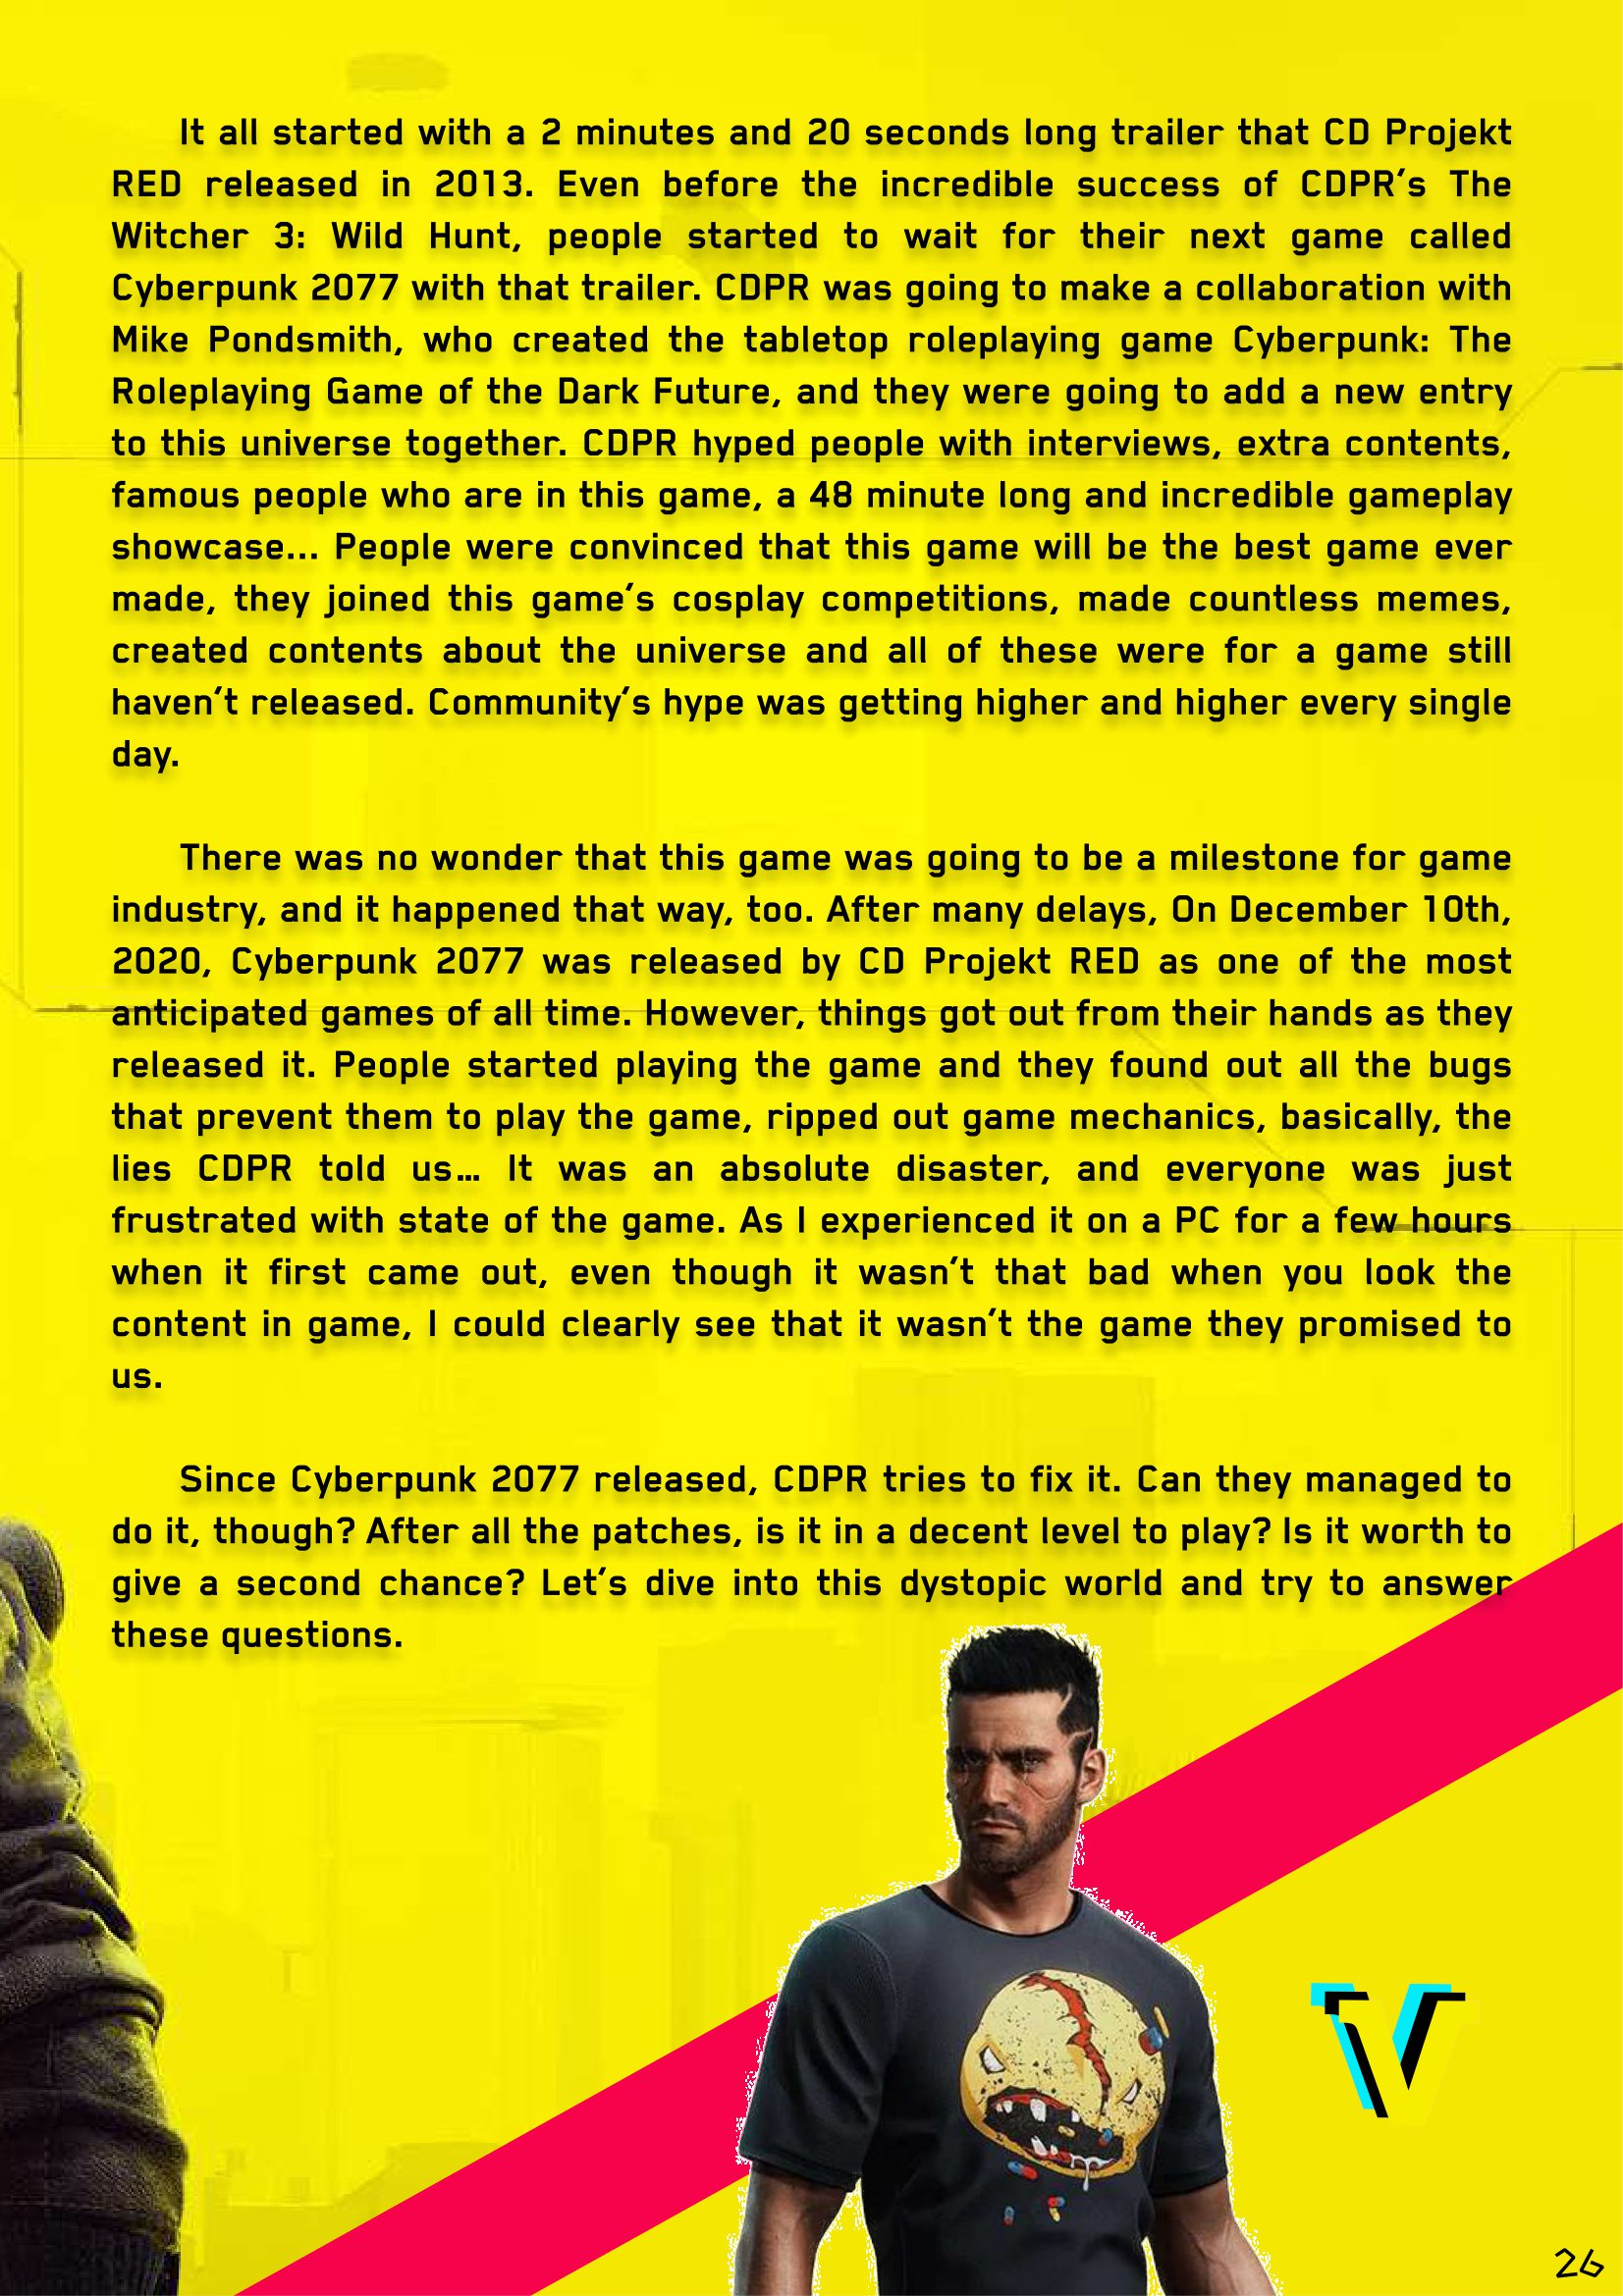 It all started with a 2 minutes and 20 seconds long trailer that CD Projekt
RED released in 2013. Even before the incredible success of CDPR's The
Witcher 3: Wild Hunt, people started to wait for their next game called
Cyberpunk 2077 with that trailer. CDPR was going to make a collaboration with
Mike Pondsmith, who created the tabletop roleplaying game Cyberpunk: The
Roleplaying Game of the Dark Future, and they were going to add a new entry
to this universe together. CDPR hyped people with interviews, extra contents,
famous people who are in this game, a 48 minute long and incredible gameplay
showcase... People were convinced that this game will be the best game ever
made, they joined this game's cosplay competitions, made countless memes,
created contents about the universe and all of these were for a game still
haven't released. Community's hype was getting higher and higher every single
day.
There was no wonder that this game was going to be a milestone for game
industry, and it happened that way, too. After many delays, On December 10th,
2020, Cyberpunk 2077 was released by CD Projekt RED as one of the most
anticipated games of all time. However, things got out from their hands as they
released it. People started playing the game and they found out all the bugs
that prevent them to play the game, ripped out game mechanics, basically, the
lies CDPR told us... It was an absolute disaster, and everyone was just
frustrated with state of the game. As I experienced it on a PC for a few hours
when it first came out, even though it wasn't that bad when you look the
content in game, I could clearly see that it wasn't the game they promised to
us.
Since Cyberpunk 2077 released, CDPR tries to fix it. Can they managed to
do it, though? After all the patches, is it in a decent level to play? Is it worth to
give a second chance? Let's dive into this dystopic world and try to answer
these questions.
V
26